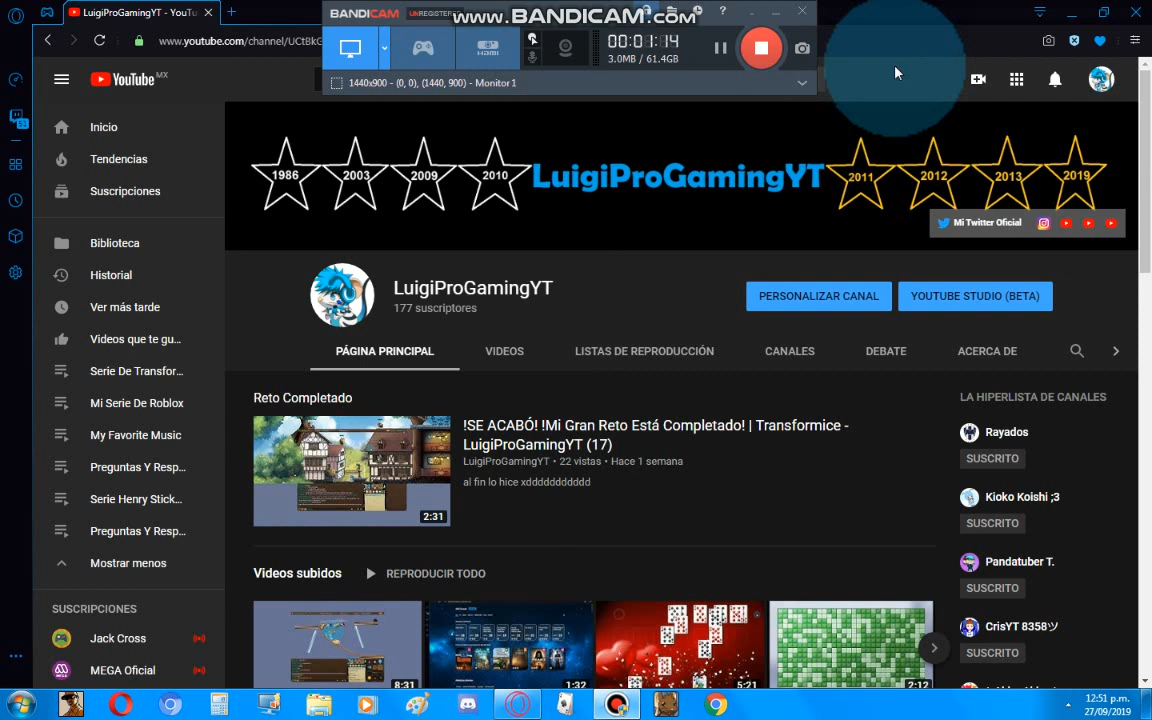 LuigiProGamingYT - YouTu
BANDICAM UNREGISTERED
www.BANDICAM.com
www.youtube.com/channel/UCtBkG
00:01:14
3.0MB / 61.4GB
HDMI
1440x900 - (0, 0), (1440, 900) - Monitor 1
YouTube MX
Inicio
Tendencias
Suscripciones
Biblioteca
Historial
Ver más tarde
Videos que te gu...
Serie De Transfor...
Mi Serie De Roblox
My Favorite Music
Preguntas Y Resp...
Serie Henry Stick...
Preguntas Y Resp...
Mostrar menos
SUSCRIPCIONES
Jack Cross
MEGA Oficial
1986 2003 2009 2010 LuigiProGamingYT 2011 2012 2013 2019
Mi Twitter Oficial
LuigiProGamingYT
177 suscriptores
PERSONALIZAR CANAL
YOUTUBE STUDIO (BETA)
PÁGINA PRINCIPAL VIDEOS LISTAS DE REPRODUCCIÓN CANALES DEBATE ACERCA DE
Reto Completado
!SE ACABÓ! !Mi Gran Reto Está Completado! | Transformice -
LuigiProGamingYT (17)
LuigiProGamingYT • 22 vistas • Hace 1 semana
al fin lo hice xddddddddddd
2:31
Videos subidos
REPRODUCIR TODO
8:31
1:32
5:21
2:12
LA HIPERLISTA DE CANALES
Rayados
SUSCRITO
Kioko Koishi ;3
SUSCRITO
Pandatuber T.
SUSCRITO
CrisYT 8358ツ
SUSCRITO
12:51 p.m.
27/09/2019